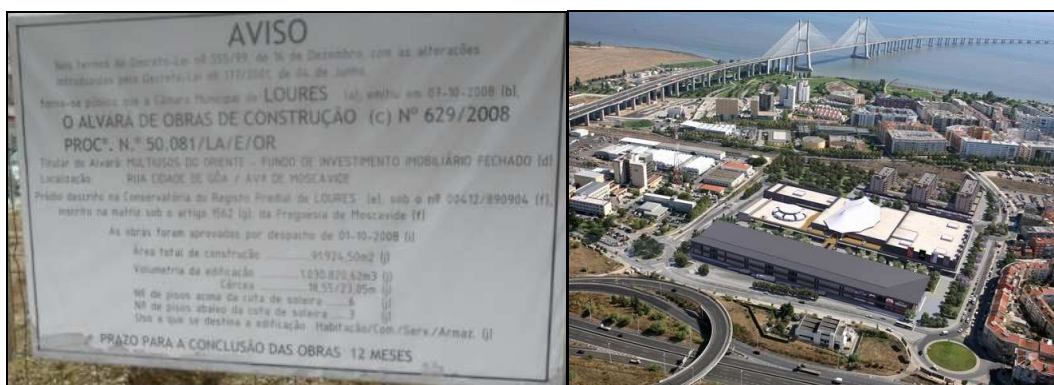 AVISO
Nos termos do Decreto-Lei nº 555/99, de 16 de Dezembro, com as alterações
introduzidas pelo Decreto-Lei nº 177/2001, de 04 de Junho,
torna-se público que a Câmara Municipal de LOURES (a), emitiu em 07-10-2008 (b),
O ALVARÁ DE OBRAS DE CONSTRUÇÃO (c) Nº 629/2008
PROCº. N.º 50.081/LA/E/OR
Titular do Alvará MULTIUSOS DO ORIENTE - FUNDO DE INVESTIMENTO IMOBILIÁRIO FECHADO (d)
Localização RUA CIDADE DE GÔA / AVª DE MOSCAVIDE
Prédio descrito na Conservatória do Registo Predial de LOURES (e), sob o nº 00412/890904 (f),
inscrito na matriz sob o artigo 1562 (g) da Freguesia de Moscavide (f)
As obras foram aprovadas por despacho de 01-10-2008 (i)
Área total de construção 91.924,50m2 (j)
Volumetria da edificação 1.030.820,62m3 (j)
Cércea 18,55/23,05m (j)
Nº de pisos acima da cota de soleira 6 (j)
Nº de pisos abaixo da cota de soleira 3 (j)
Uso a que se destina a edificação Habitação/Com./Serv./Armaz. (j)
PRAZO PARA A CONCLUSÃO DAS OBRAS 12 MESES